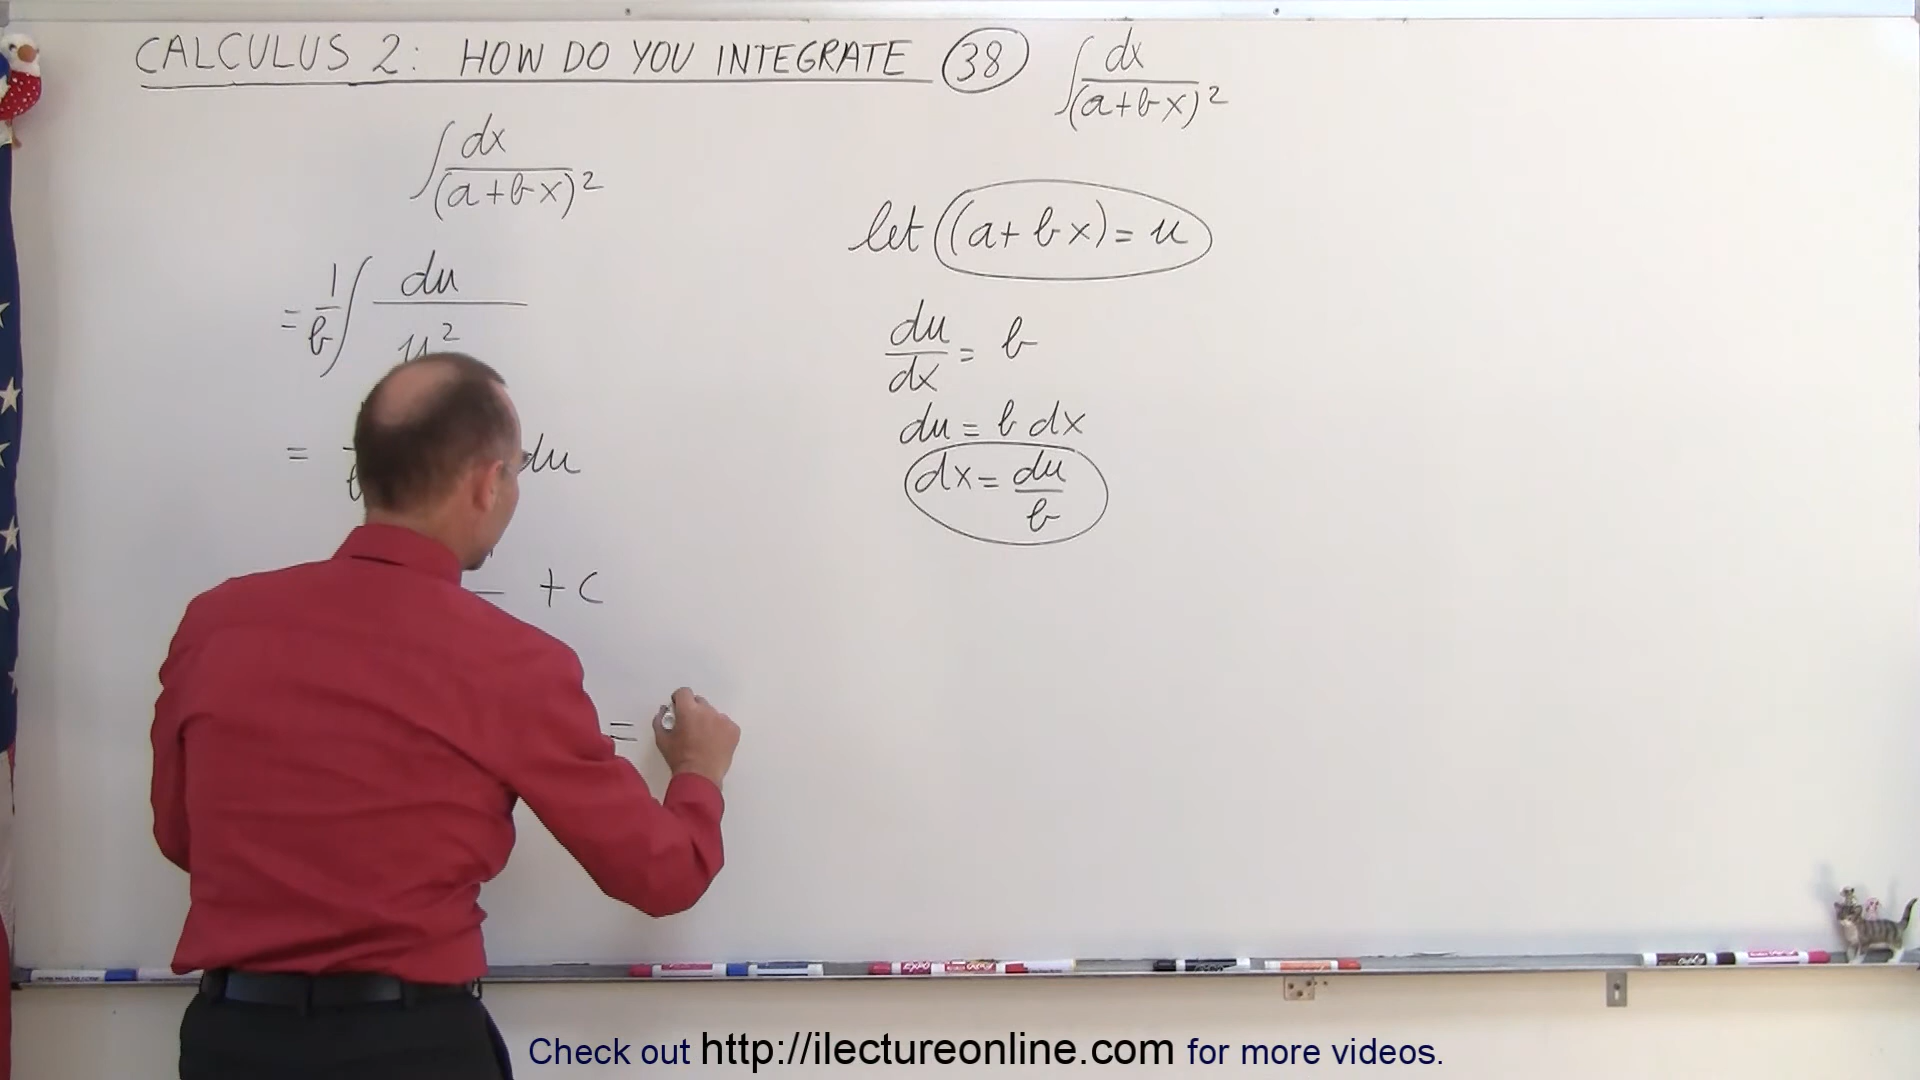 CALCULUS 2: HOW DO YOU INTEGRATE 38 ∫ dx/(a+bx)²
∫ dx/(a+bx)²
= 1/b ∫ du/u²
= du
+ C
=
let (a+bx) = u
du/dx = b
du = b dx
dx = du/b
EXPO
Check out http://ilectureonline.com for more videos.